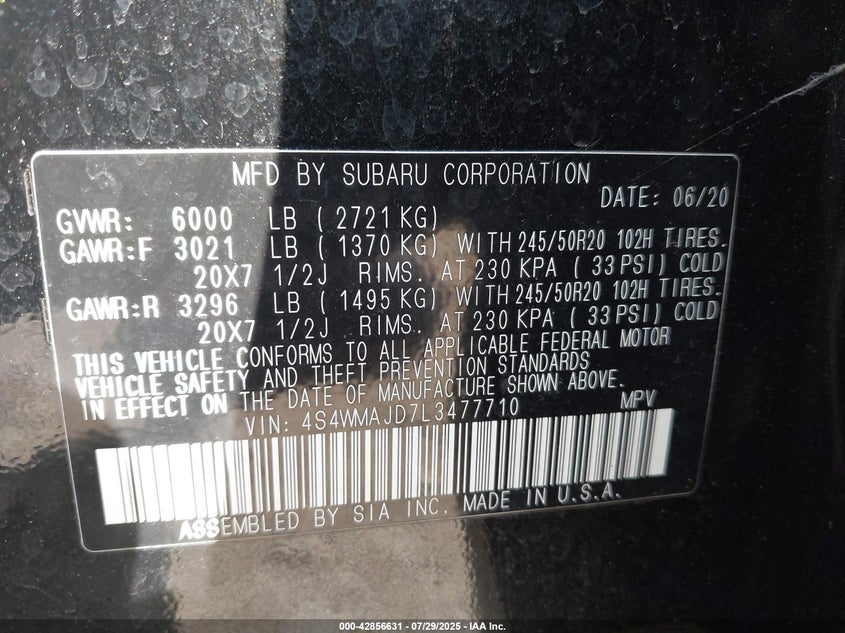 MFD BY SUBARU CORPORATION
DATE: 06/20
GVWR: 6000 LB ( 2721 KG)
GAWR:F 3021 LB ( 1370 KG) WITH 245/50R20 102H TIRES.
20X7 1/2J RIMS. AT 230 KPA ( 33 PSI) COLD
GAWR:R 3296 LB ( 1495 KG) WITH 245/50R20 102H TIRES.
20X7 1/2J RIMS. AT 230 KPA ( 33 PSI) COLD
THIS VEHICLE CONFORMS TO ALL APPLICABLE FEDERAL MOTOR
VEHICLE SAFETY AND THEFT PREVENTION STANDARDS
IN EFFECT ON THE DATE OF MANUFACTURE SHOWN ABOVE.
VIN: 4S4WMAJD7L3477710 MPV
ASSEMBLED BY SIA INC. MADE IN U.S.A.
000-42856631 - 07/29/2025 - IAA Inc.